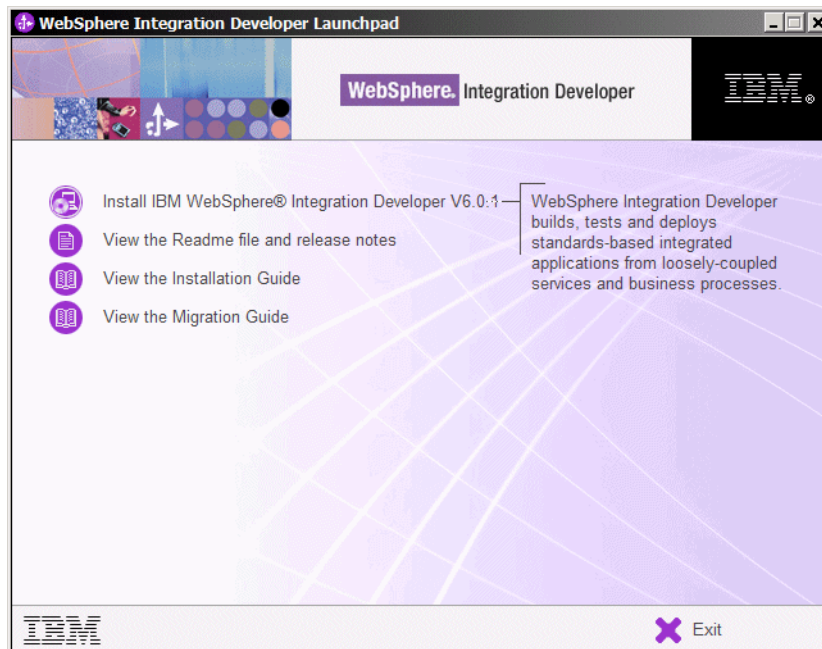 WebSphere Integration Developer Launchpad
WebSphere. Integration Developer
IBM®
Install IBM WebSphere® Integration Developer V6.0.1
WebSphere Integration Developer
builds, tests and deploys
standards-based integrated
applications from loosely-coupled
services and business processes.
View the Readme file and release notes
View the Installation Guide
View the Migration Guide
IBM
Exit